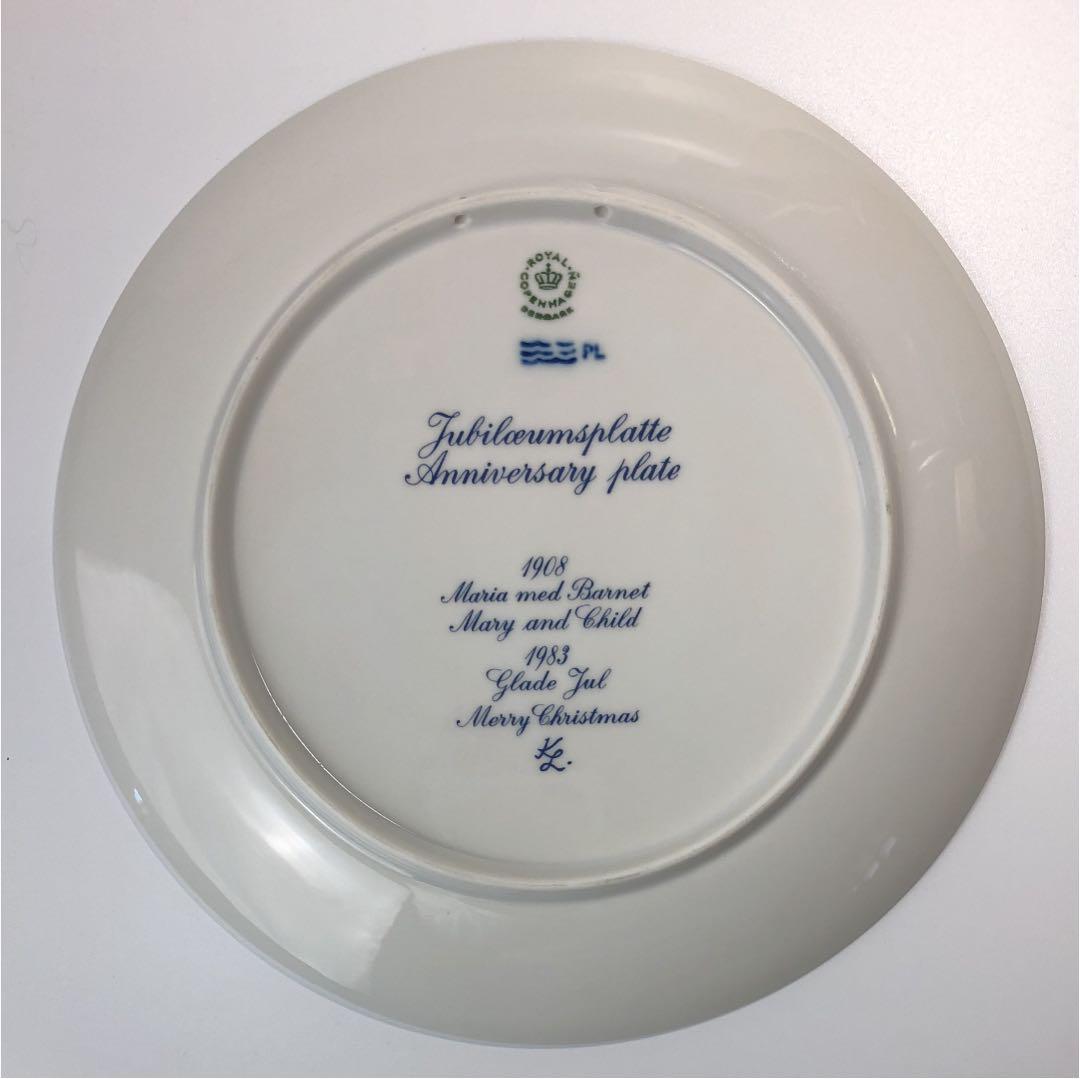 ROYAL COPENHAGEN
DENMARK
PL
Jubilæumsplatte
Anniversary plate
1908
Maria med Barnet
Mary and Child
1983
Glade Jul
Merry Christmas
KL.